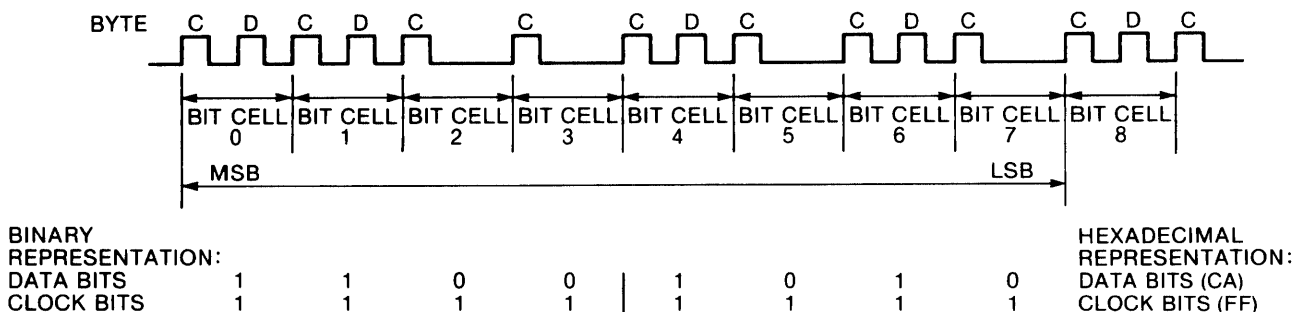 BYTE C D C D C C C D C C D C C D C
BIT CELL BIT CELL BIT CELL BIT CELL BIT CELL BIT CELL BIT CELL BIT CELL BIT CELL
0 1 2 3 4 5 6 7 8
MSB LSB
BINARY HEXADECIMAL
REPRESENTATION: REPRESENTATION:
DATA BITS 1 1 0 0 1 0 1 0 DATA BITS (CA)
CLOCK BITS 1 1 1 1 1 1 1 1 CLOCK BITS (FF)